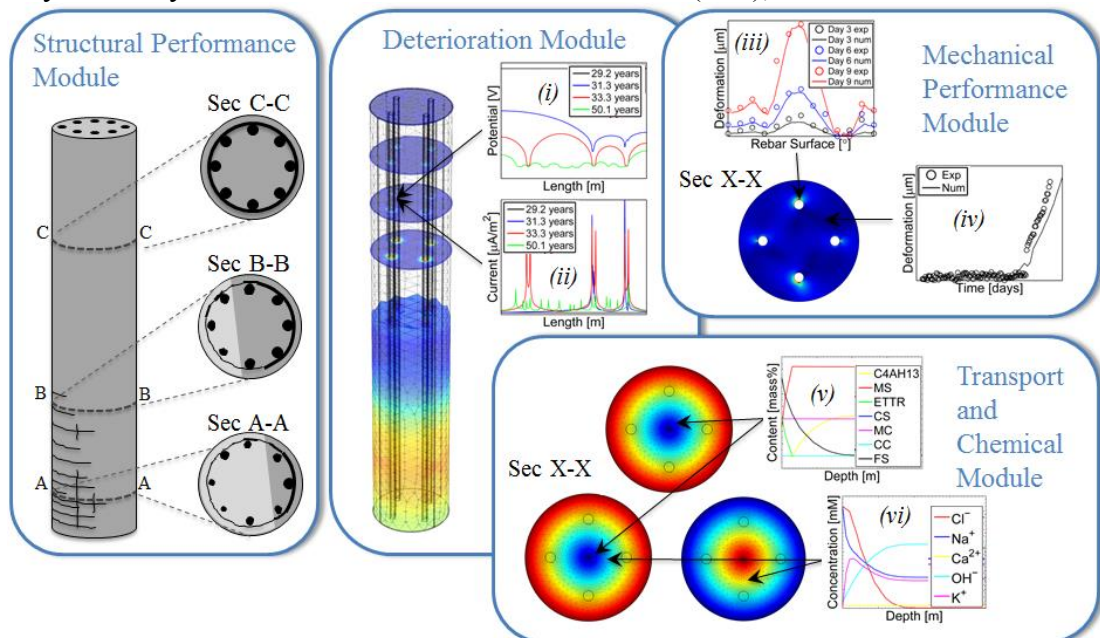 Structural Performance
Module
Sec C-C
C
C
Sec B-B
B
B
Sec A-A
A
A
Deterioration Module
(i)
29.2 years
31.3 years
33.3 years
50.1 years
Potential [V]
Length [m]
(ii)
29.2 years
31.3 years
33.3 years
50.1 years
Current [µA/m²]
Length [m]
Mechanical
Performance
Module
(iii)
Day 3 exp
Day 3 num
Day 6 exp
Day 6 num
Day 9 exp
Day 9 num
Deformation [µm]
Rebar Surface [°]
Sec X-X
(iv)
Exp
Num
Deformation [µm]
Time [days]
Transport
and
Chemical
Module
Sec X-X
(v)
C4AH13
MS
ETTR
CS
MC
CC
FS
Content [mass%]
Depth [m]
(vi)
Cl⁻
Na⁺
Ca²⁺
OH⁻
K⁺
Concentration [mM]
Depth [m]